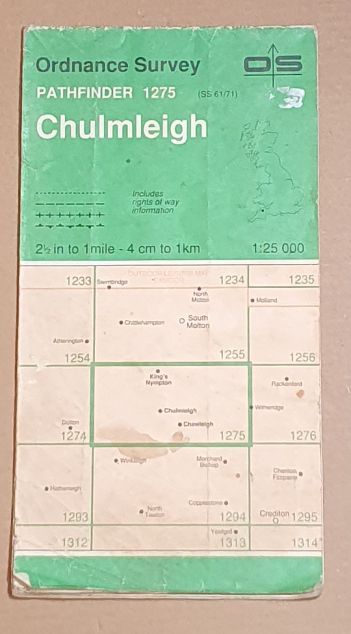 Ordnance Survey
OS
PATHFINDER 1275 (SS 61/71)
Chulmleigh
Includes
rights of way
information
2½ in to 1 mile - 4 cm to 1km 1:25 000
1233 1234 1235
North
Molton
Molland
Chittlehampton
South
Molton
Atherington
1254 1255 1256
King's
Nympton
Rackenford
Chulmleigh
Witheridge
Chawleigh
Dolton
1274 1275 1276
Winkleigh
Morchard
Bishop
Cheriton
Fitzpaine
Hatherleigh
Copplestone
North
Tawton
Crediton
1293 1294 1295
Yeoford
1312 1313 1314